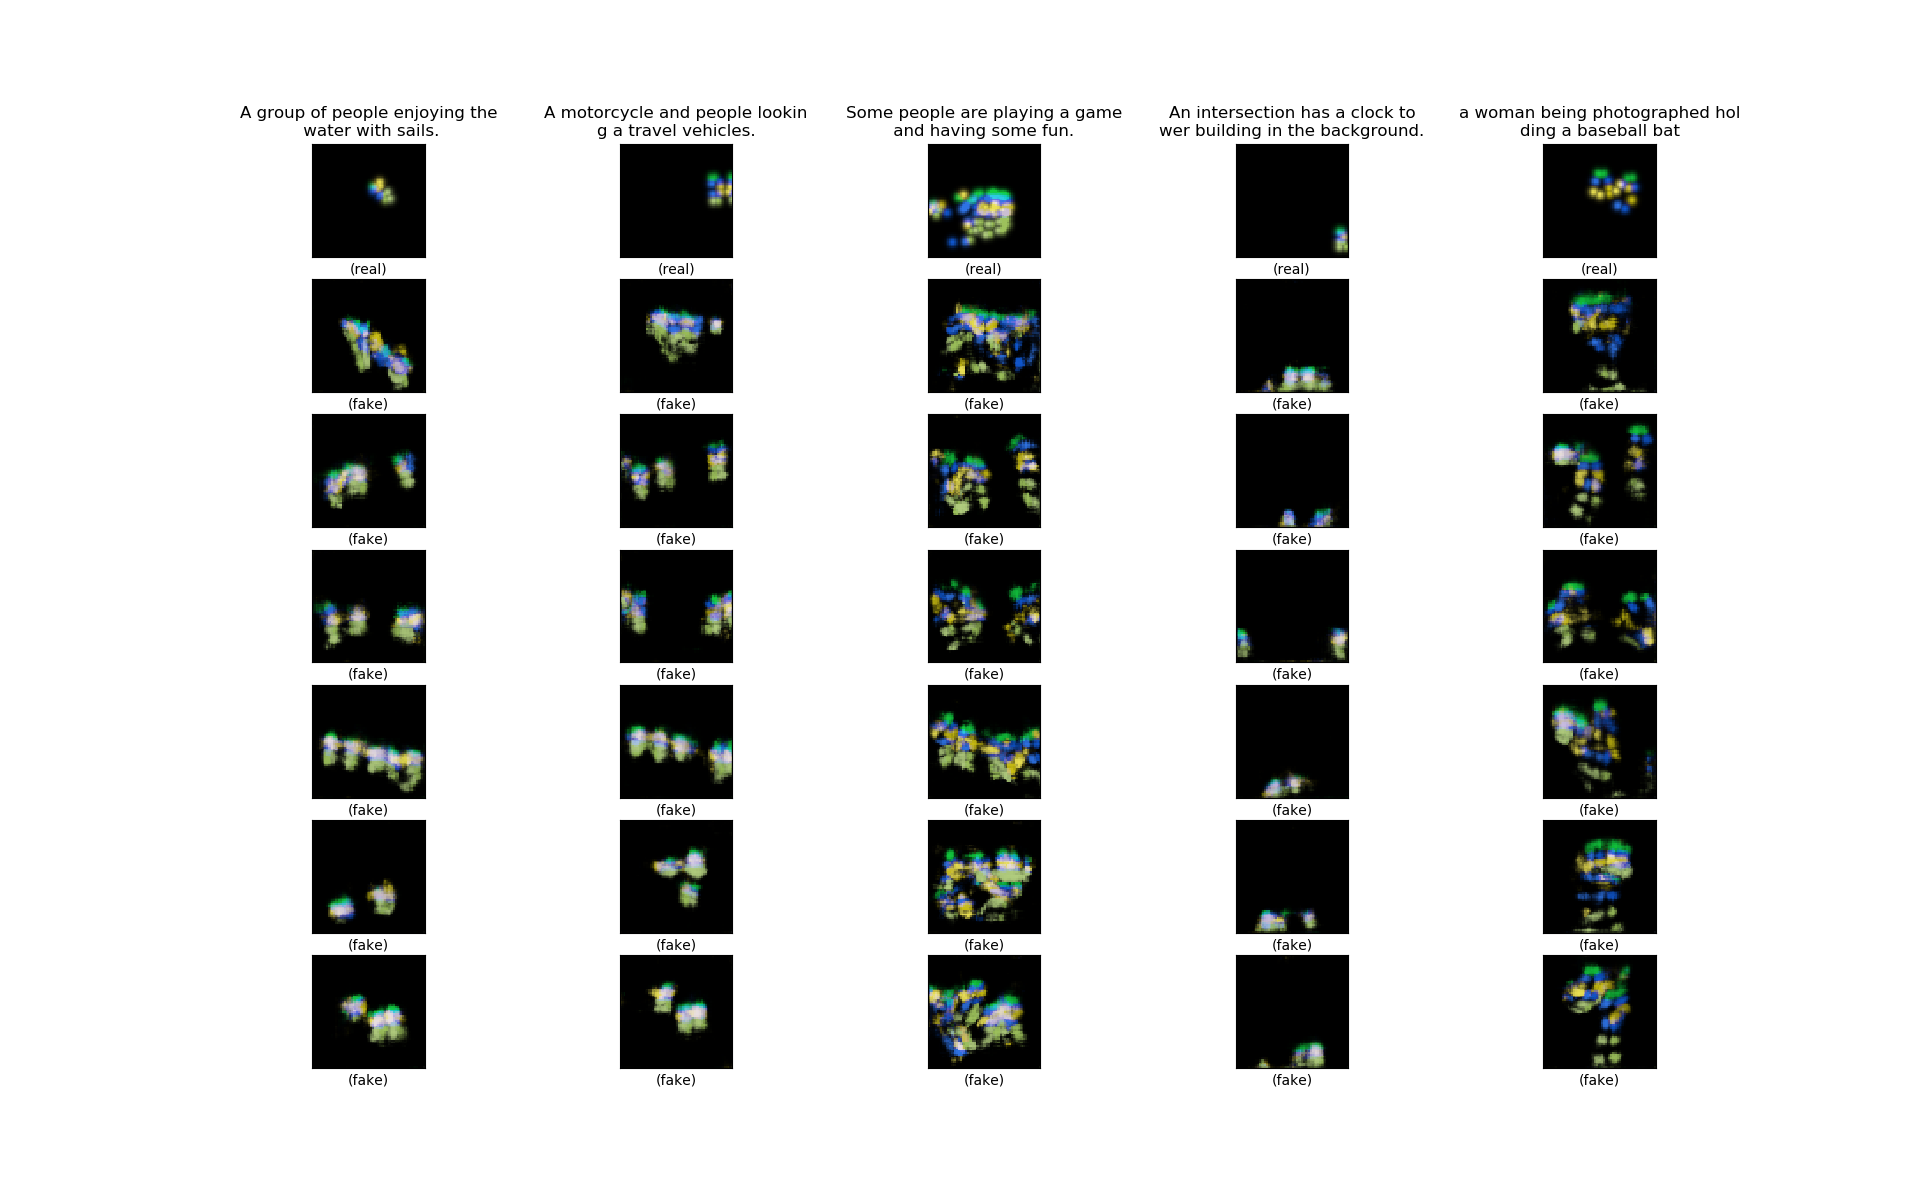 A group of people enjoying the
water with sails.
A motorcycle and people lookin
g a travel vehicles.
Some people are playing a game
and having some fun.
An intersection has a clock to
wer building in the background.
a woman being photographed hol
ding a baseball bat
(real) (real) (real) (real) (real)
(fake) (fake) (fake) (fake) (fake)
(fake) (fake) (fake) (fake) (fake)
(fake) (fake) (fake) (fake) (fake)
(fake) (fake) (fake) (fake) (fake)
(fake) (fake) (fake) (fake) (fake)
(fake) (fake) (fake) (fake) (fake)